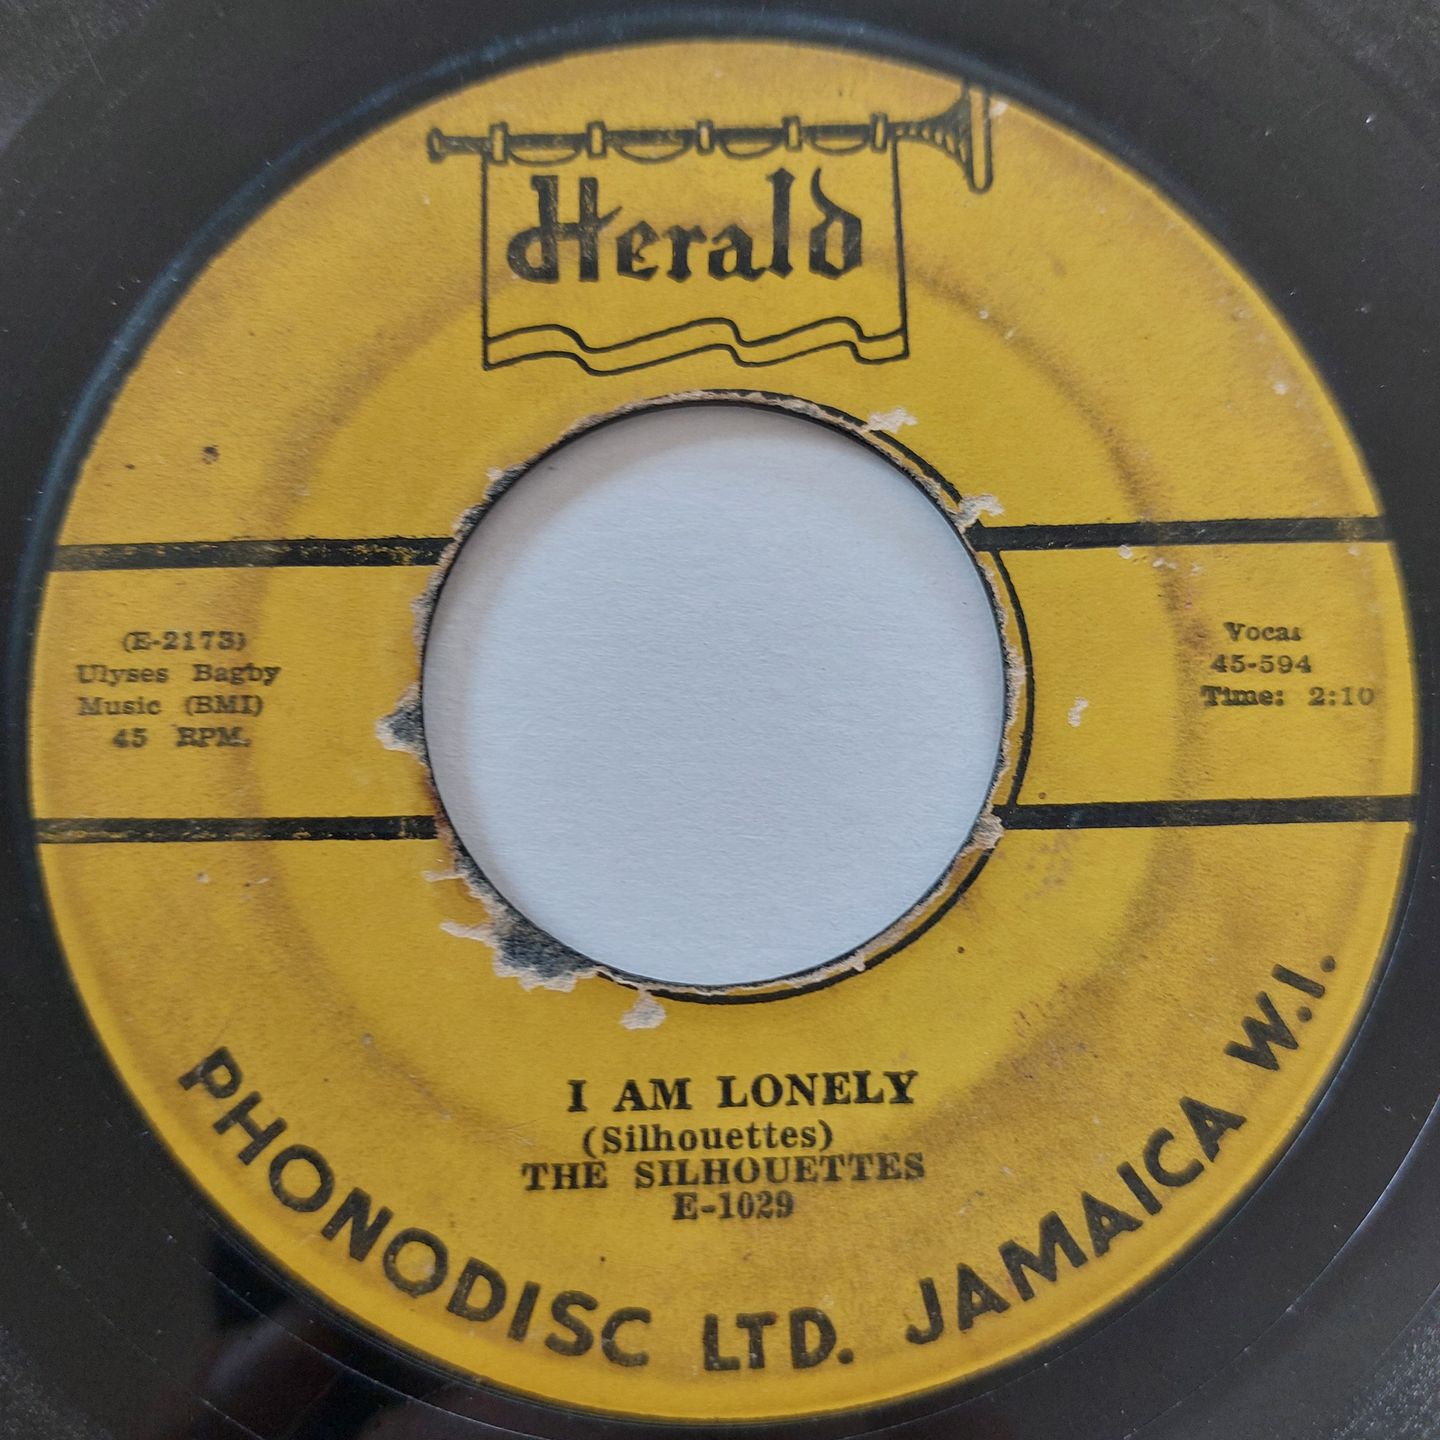 Herald
(E-2173)
Ulyses Bagby
Music (BMI)
45 RPM.
Vocal
45-594
Time: 2:10
I AM LONELY
(Silhouettes)
THE SILHOUETTES
E-1029
PHONODISC LTD. JAMAICA W.I.